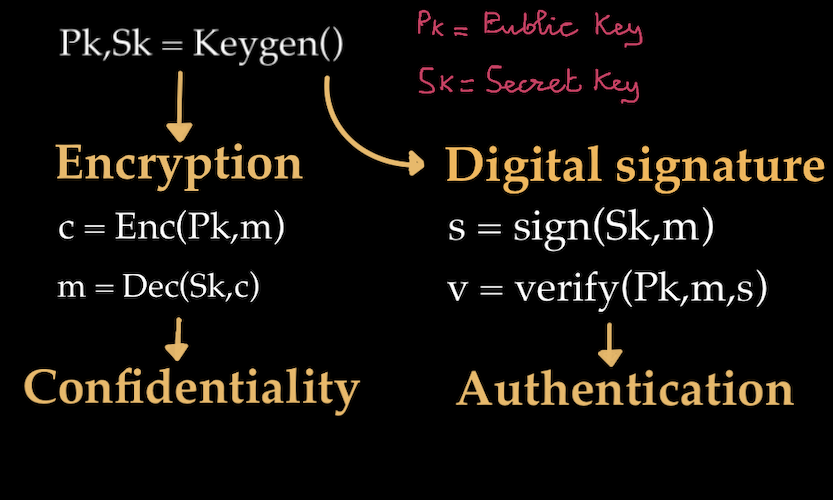 Pk,Sk = Keygen()
Pk = Public Key
Sk = Secret Key
Encryption
c = Enc(Pk,m)
m = Dec(Sk,c)
Confidentiality
Digital signature
s = sign(Sk,m)
v = verify(Pk,m,s)
Authentication